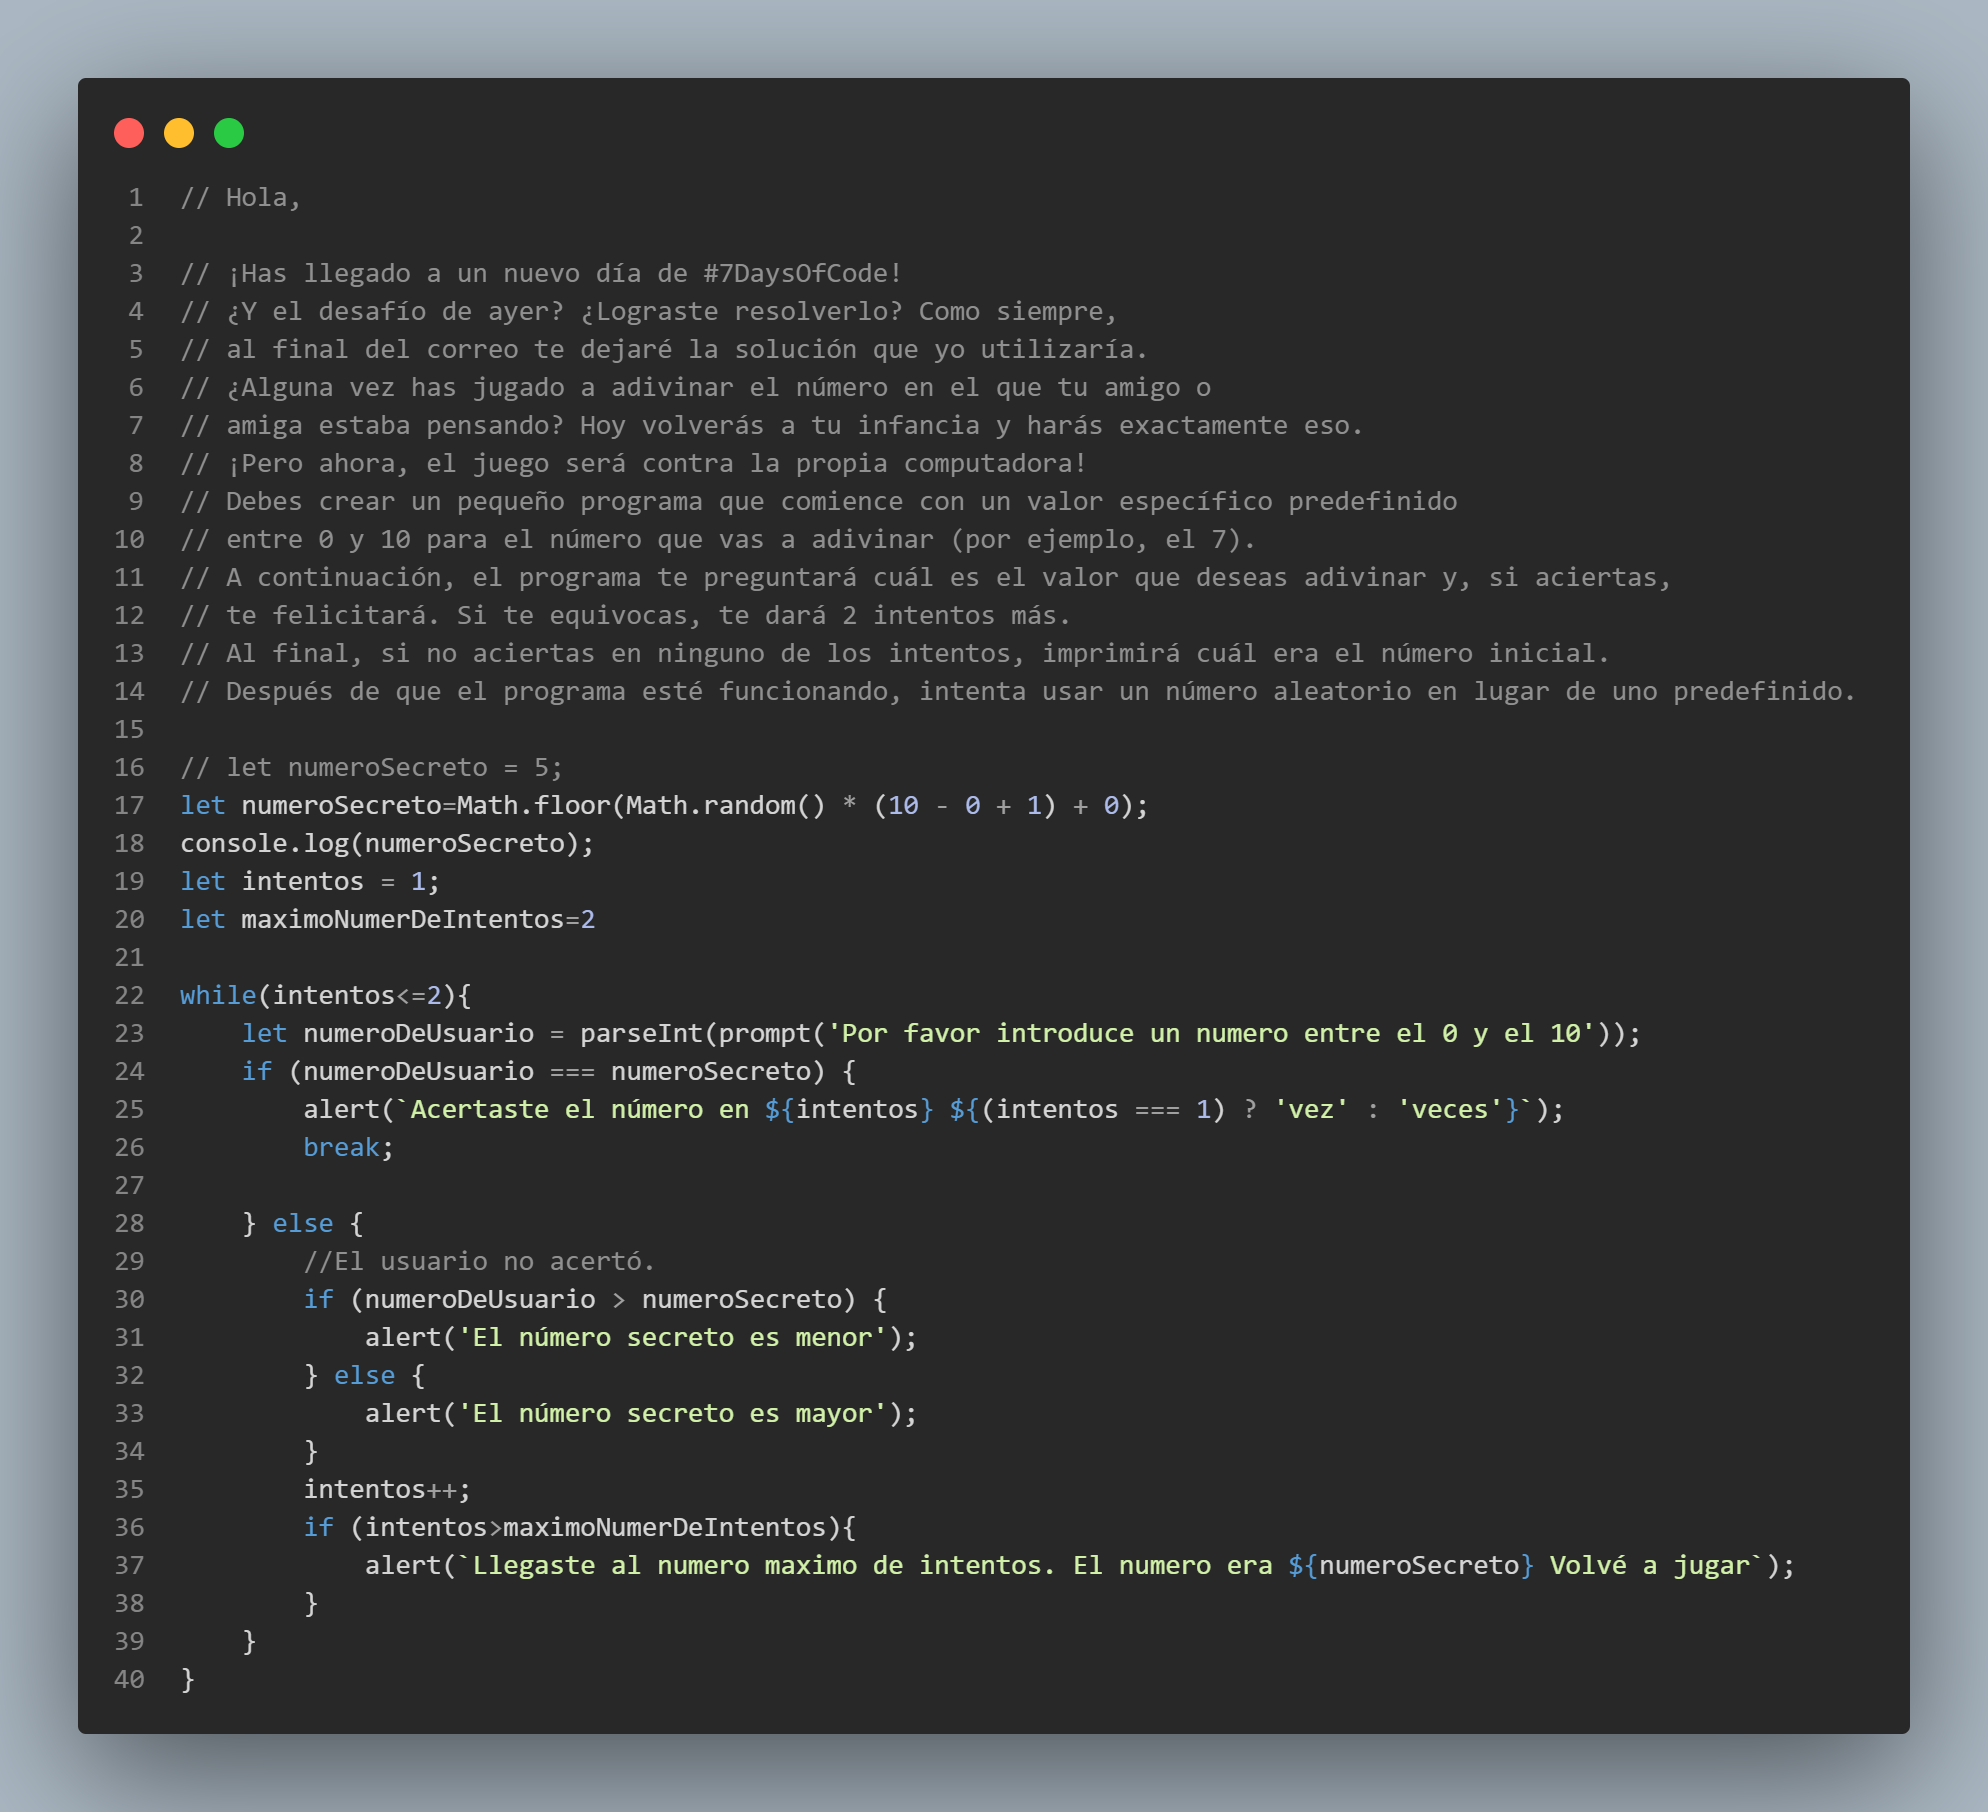 1 // Hola,
2
3 // ¡Has llegado a un nuevo día de #7DaysOfCode!
4 // ¿Y el desafío de ayer? ¿Lograste resolverlo? Como siempre,
5 // al final del correo te dejaré la solución que yo utilizaría.
6 // ¿Alguna vez has jugado a adivinar el número en el que tu amigo o
7 // amiga estaba pensando? Hoy volverás a tu infancia y harás exactamente eso.
8 // ¡Pero ahora, el juego será contra la propia computadora!
9 // Debes crear un pequeño programa que comience con un valor específico predefinido
10 // entre 0 y 10 para el número que vas a adivinar (por ejemplo, el 7).
11 // A continuación, el programa te preguntará cuál es el valor que deseas adivinar y, si aciertas,
12 // te felicitará. Si te equivocas, te dará 2 intentos más.
13 // Al final, si no aciertas en ninguno de los intentos, imprimirá cuál era el número inicial.
14 // Después de que el programa esté funcionando, intenta usar un número aleatorio en lugar de uno predefinido.
15
16 // let numeroSecreto = 5;
17 let numeroSecreto=Math.floor(Math.random() * (10 - 0 + 1) + 0);
18 console.log(numeroSecreto);
19 let intentos = 1;
20 let maximoNumerDeIntentos=2
21
22 while(intentos<=2){
23     let numeroDeUsuario = parseInt(prompt('Por favor introduce un numero entre el 0 y el 10'));
24     if (numeroDeUsuario === numeroSecreto) {
25         alert(`Acertaste el número en ${intentos} ${(intentos === 1) ? 'vez' : 'veces'}`);
26         break;
27
28     } else {
29         //El usuario no acertó.
30         if (numeroDeUsuario > numeroSecreto) {
31             alert('El número secreto es menor');
32         } else {
33             alert('El número secreto es mayor');
34         }
35         intentos++;
36         if (intentos>maximoNumerDeIntentos){
37             alert(`Llegaste al numero maximo de intentos. El numero era ${numeroSecreto} Volvé a jugar`);
38         }
39     }
40 }